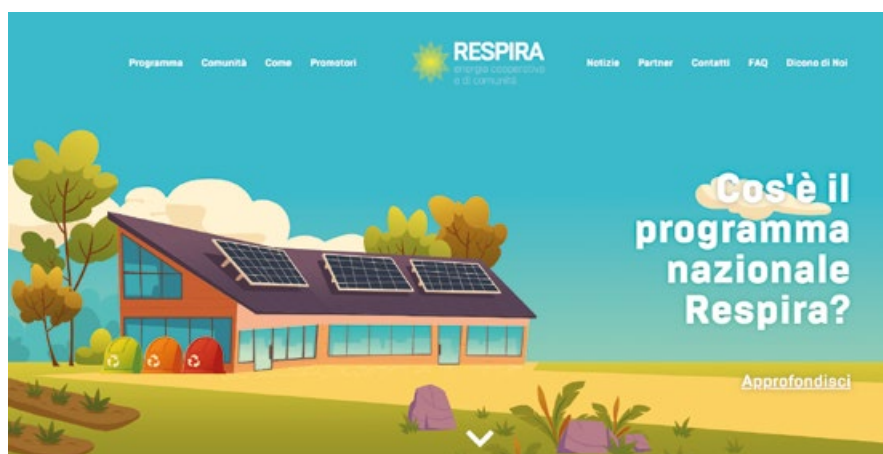 Programma Comunità Come Promotori
RESPIRA
energia cooperativa
e di comunità
Notizie Partner Contatti FAQ Dicono di Noi
Cos'è il
programma
nazionale
Respira?
Approfondisci